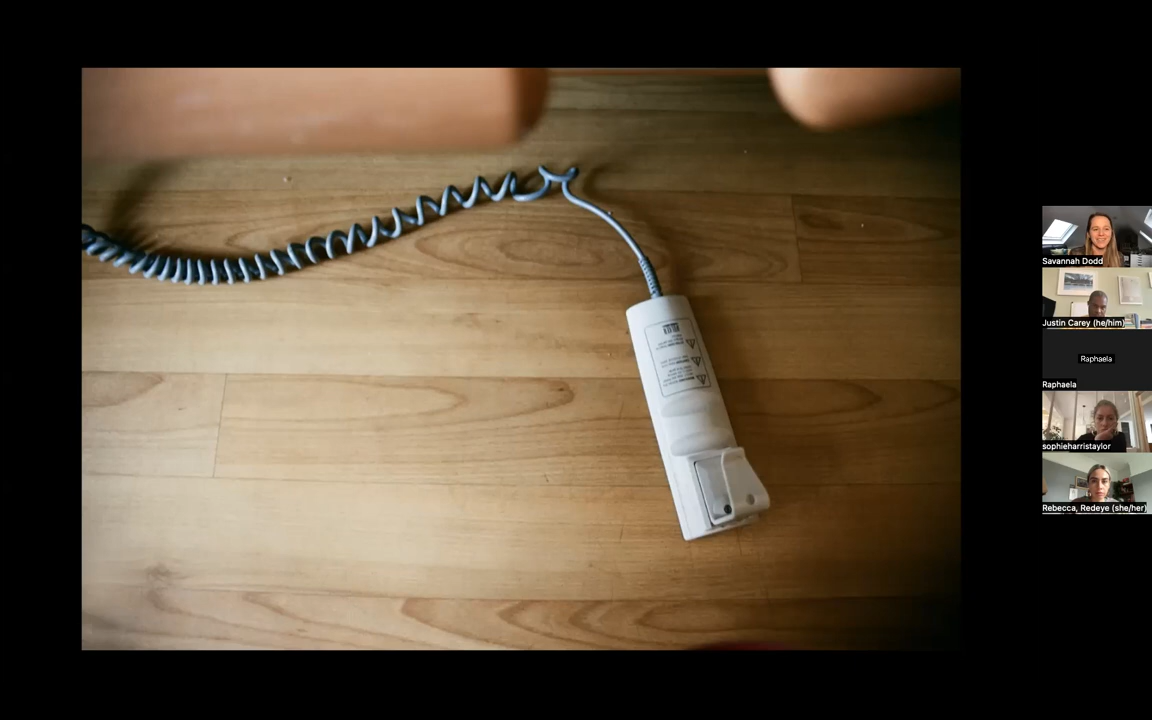 Savannah Dodd
Justin Carey (he/him)
Raphaela
Raphaela
sophieharristaylor
Rebecca, Redeye (she/her)